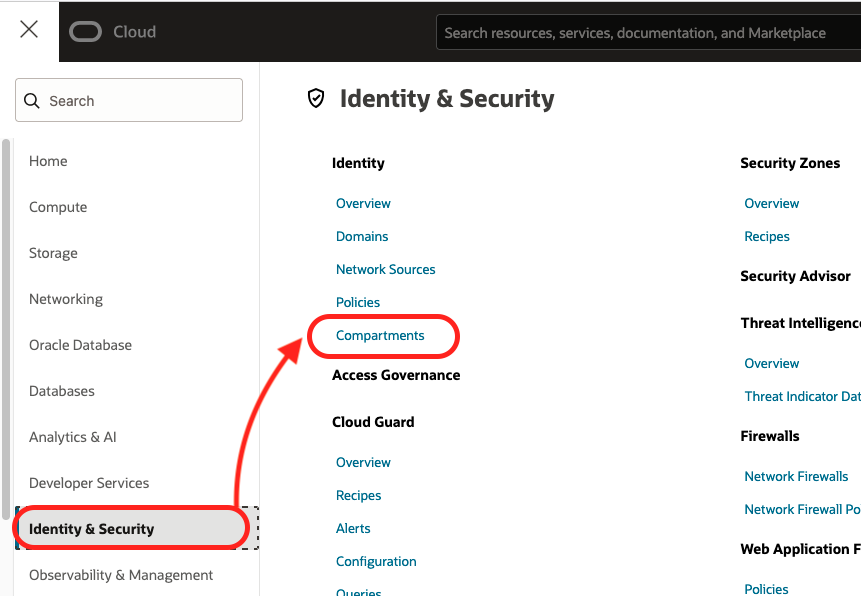 Cloud
Search resources, services, documentation, and Marketplace
Search
Home
Compute
Storage
Networking
Oracle Database
Databases
Analytics & AI
Developer Services
Identity & Security
Observability & Management
Identity & Security
Identity
Overview
Domains
Network Sources
Policies
Compartments
Access Governance
Cloud Guard
Overview
Recipes
Alerts
Configuration
Queries
Security Zones
Overview
Recipes
Security Advisor
Threat Intelligence
Overview
Threat Indicator Dat
Firewalls
Network Firewalls
Network Firewall Po
Web Application F
Policies